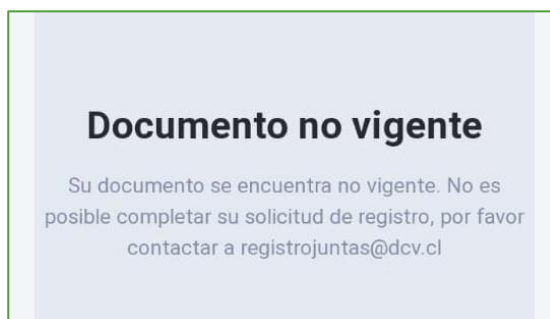 Documento no vigente
Su documento se encuentra no vigente. No es
posible completar su solicitud de registro, por favor
contactar a registrojuntas@dcv.cl